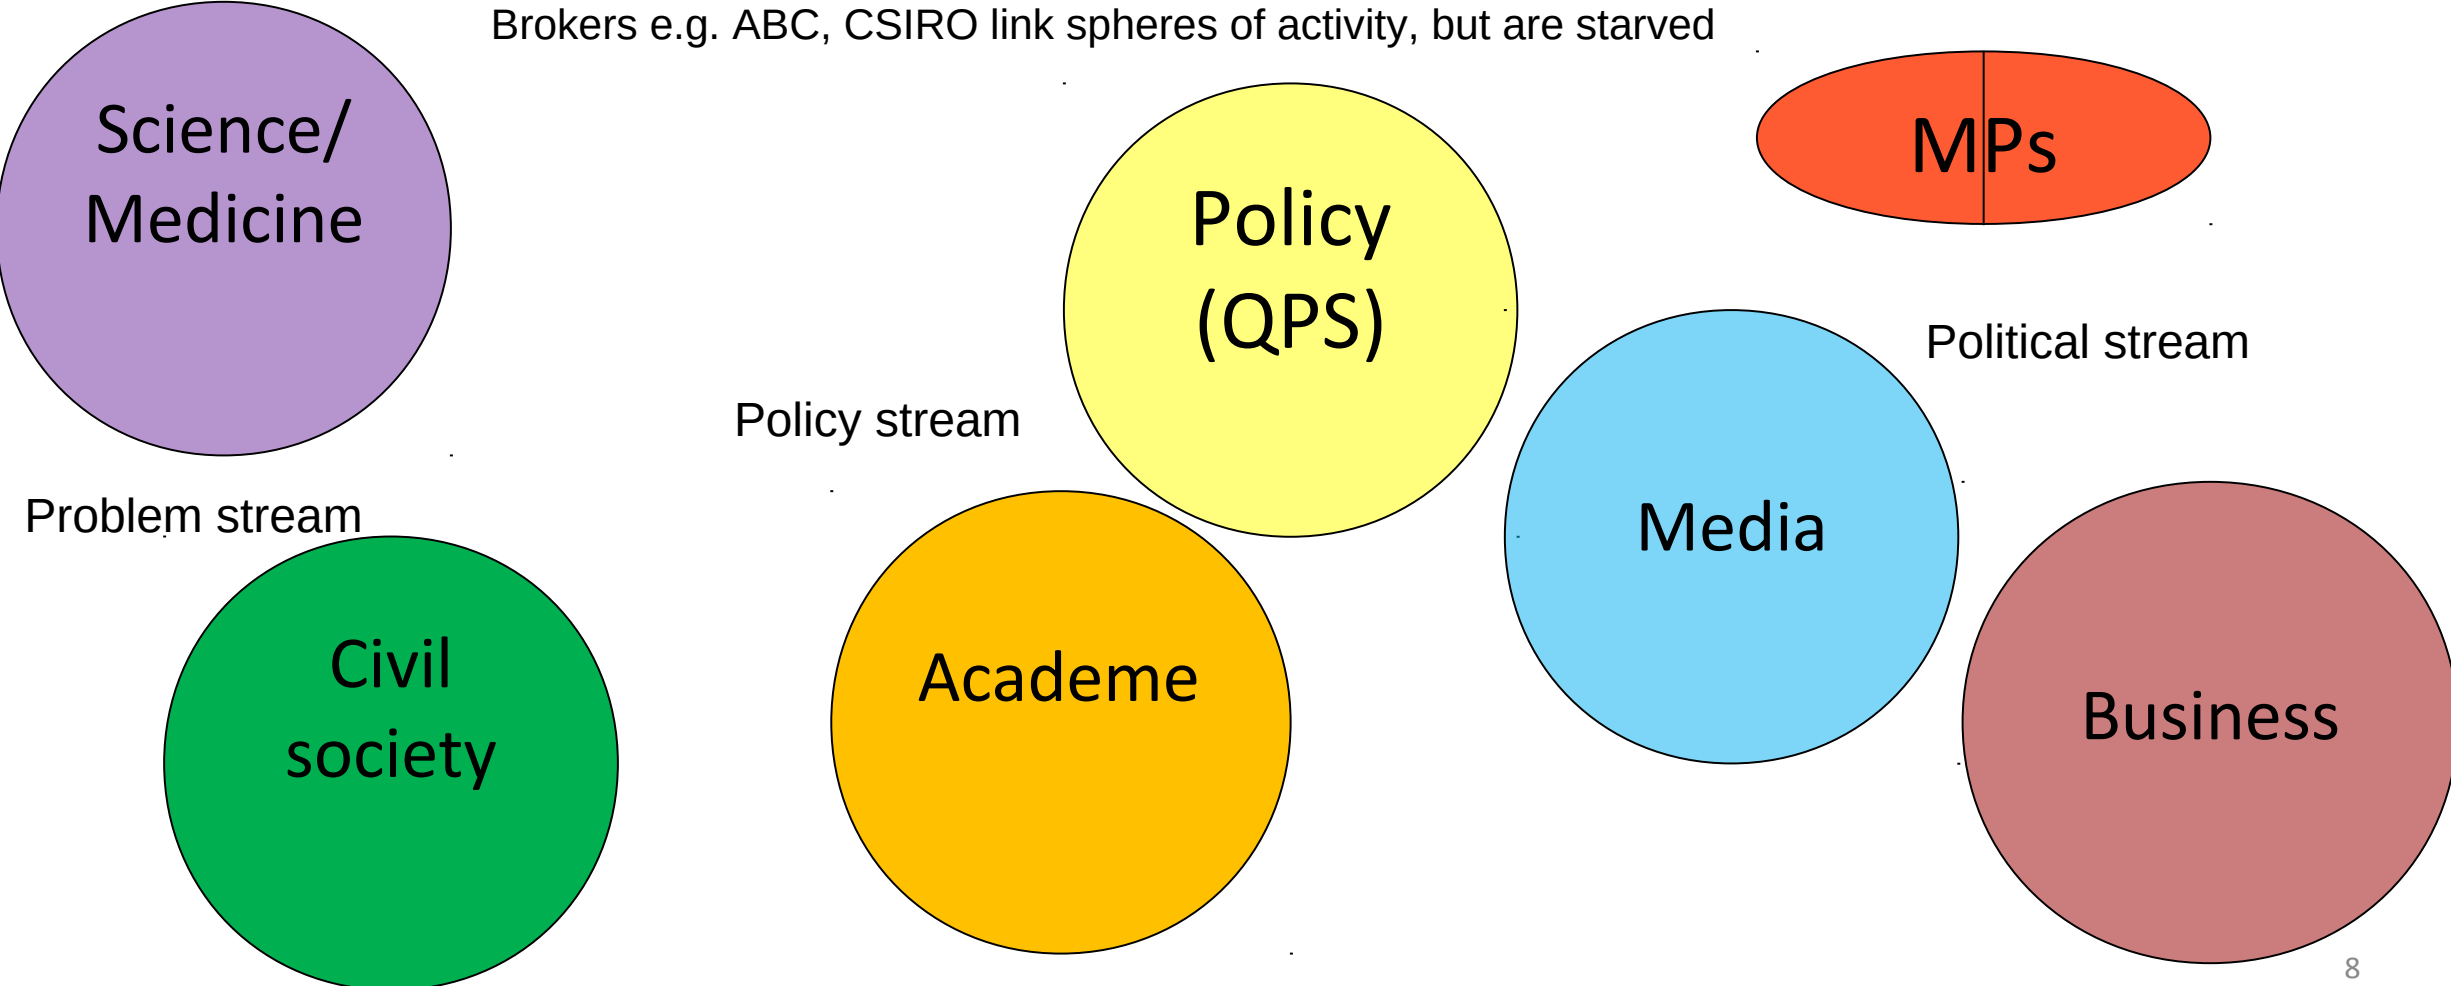 Brokers e.g. ABC, CSIRO link spheres of activity, but are starved
Science/
Medicine
Policy
(QPS)
MPs
Political stream
Policy stream
Problem stream
Media
Civil
society
Academe
Business
8